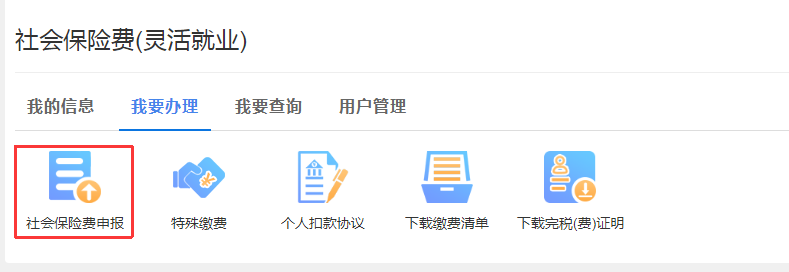 社会保险费(灵活就业)
我的信息 我要办理 我要查询 用户管理
社会保险费申报 特殊缴费 个人扣款协议 下载缴费清单 下载完税(费)证明